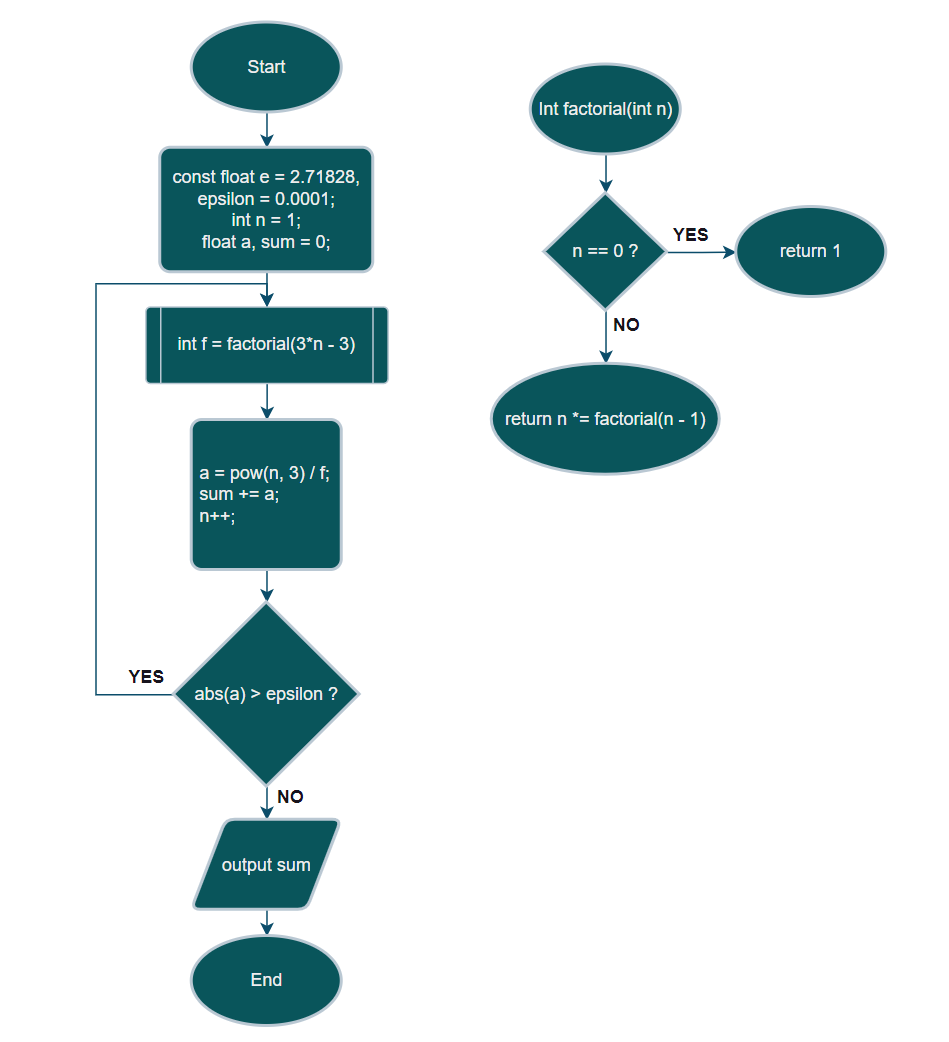 Start
const float e = 2.71828,
epsilon = 0.0001;
int n = 1;
float a, sum = 0;
int f = factorial(3*n - 3)
a = pow(n, 3) / f;
sum += a;
n++;
YES
abs(a) > epsilon ?
NO
output sum
End
Int factorial(int n)
n == 0 ?
YES
return 1
NO
return n *= factorial(n - 1)